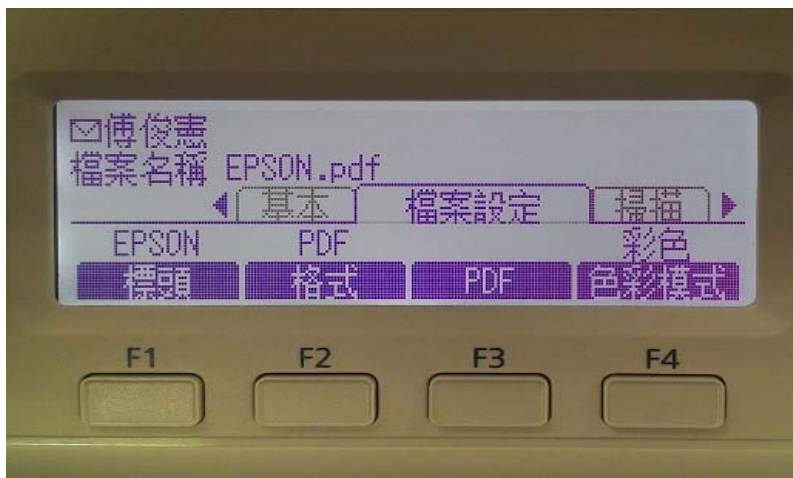 傅俊憲
檔案名稱 EPSON.pdf
基本 檔案設定 掃描
EPSON PDF 彩色
標頭 格式 PDF 色彩模式
F1 F2 F3 F4